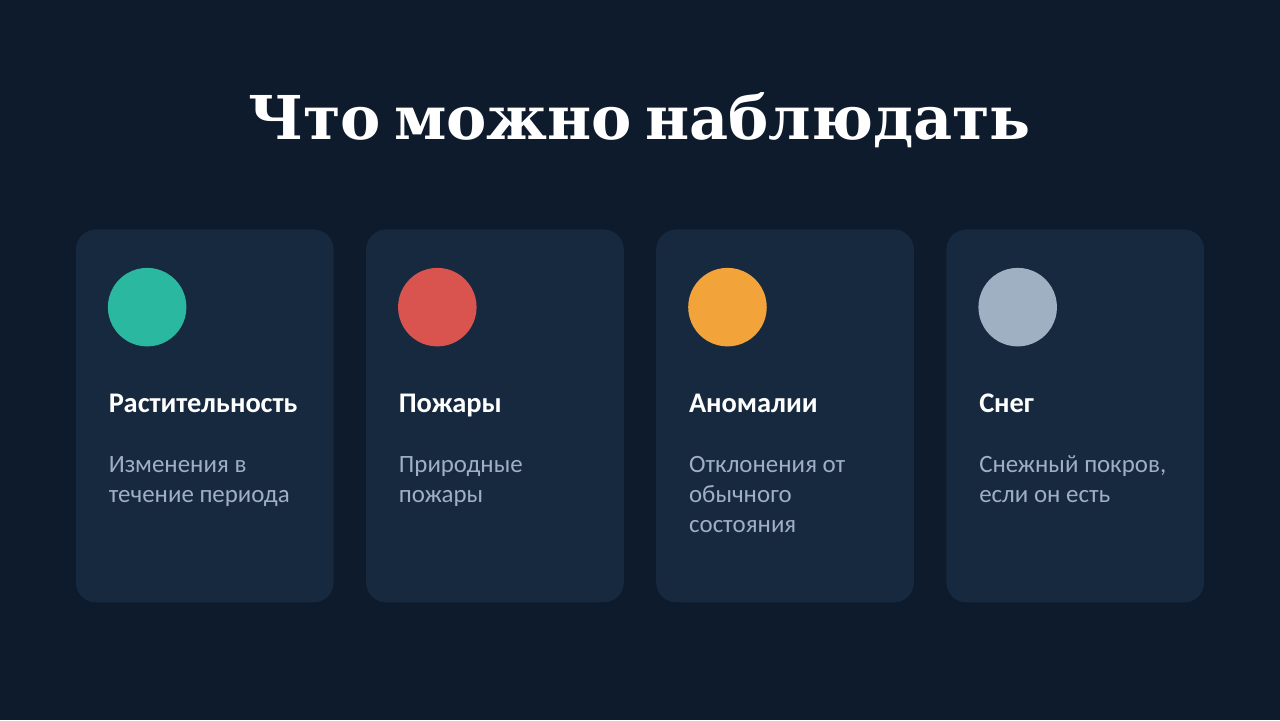 Что можно наблюдать
Растительность
Изменения в
течение периода
Пожары
Природные
пожары
Аномалии
Отклонения от
обычного
состояния
Снег
Снежный покров,
если он есть